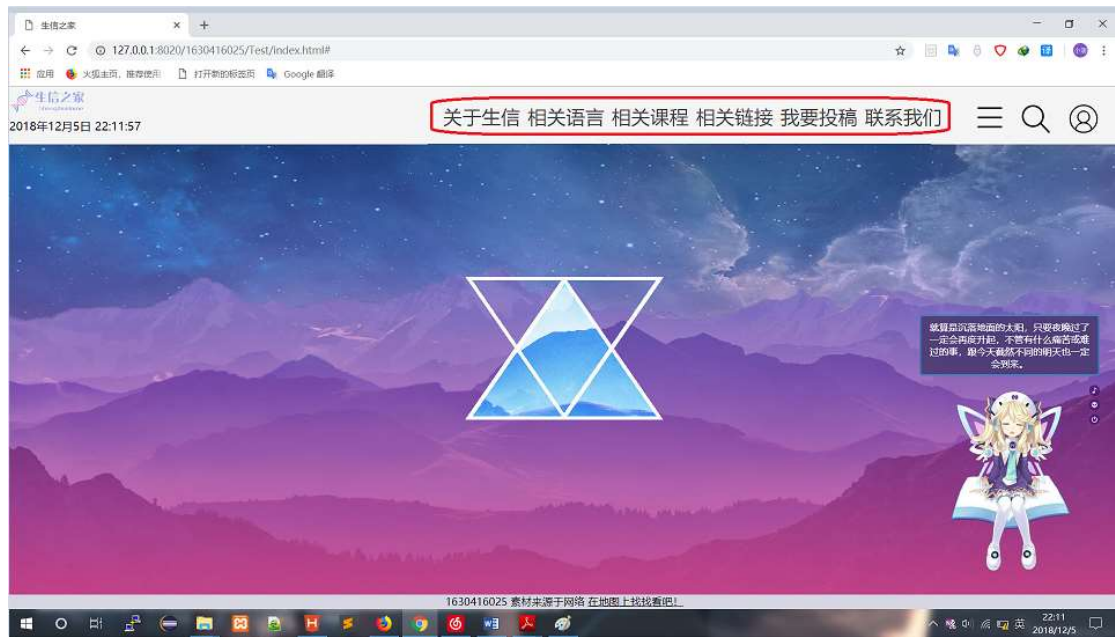 生信之家
127.0.0.1:8020/1630416025/Test/index.html#
应用 火狐主页，推荐使用 打开新的标签页 Google 翻译
生信之家
2018年12月5日 22:11:57
关于生信 相关语言 相关课程 相关链接 我要投稿 联系我们
就算是沉落地面的太阳，只要夜晚过了
一定会再度升起，不管有什么痛苦或难
过的事，跟今天截然不同的明天也一定
会到来。
1630416025 素材来源于网络 在地图上找找看吧！
英 22:11
2018/12/5